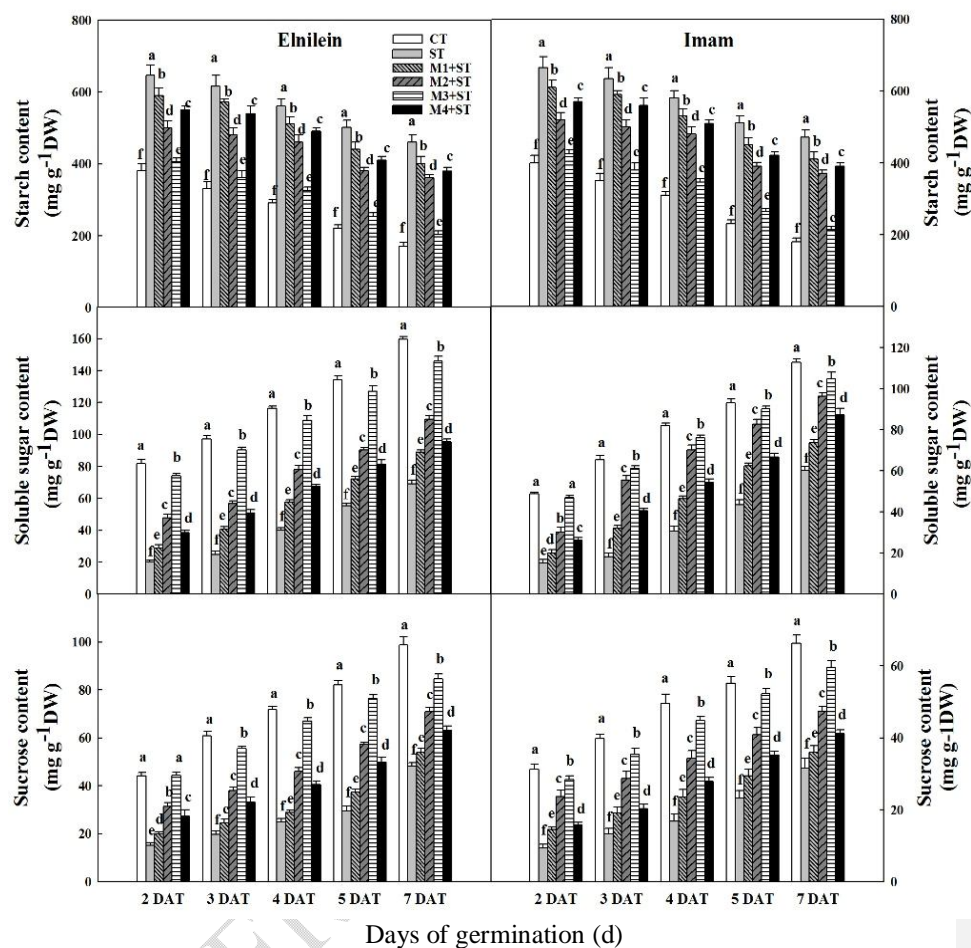 Elnilein
CT
ST
M1+ST
M2+ST
M3+ST
M4+ST
Starch content
(mg g-1DW)
800
600
400
200
0
f a b d e c
f a b d e c
f a b d e c
f a b d e c
f a b d e c
Imam
f a b d e c
f a b d e c
f a b d e c
f a b d e c
f a b d c c
800
600
400
200
0
Starch content
(mg g-1DW)
Soluble sugar content
(mg g-1DW)
160
140
120
100
80
60
40
20
0
a f e c b d
a f e c b d
a f e c b d
a f e c b d
a f e c b d
a e d b a c
a f e c b d
a f e c b d
a f e c b d
a f e c b d
120
100
80
60
40
20
0
Soluble sugar content
(mg g-1DW)
Sucrose content
(mg g-1DW)
100
80
60
40
20
0
a e d b a c
a f e c b d
a f e c b d
a f e c b d
a f e c b d
a f e c b d
a f e c b d
a f e c b d
a f e c b d
a f e c b d
60
40
20
0
Sucrose content
(mg g-1DW)
2 DAT 3 DAT 4 DAT 5 DAT 7 DAT
2 DAT 3 DAT 4 DAT 5 DAT 7 DAT
Days of germination (d)